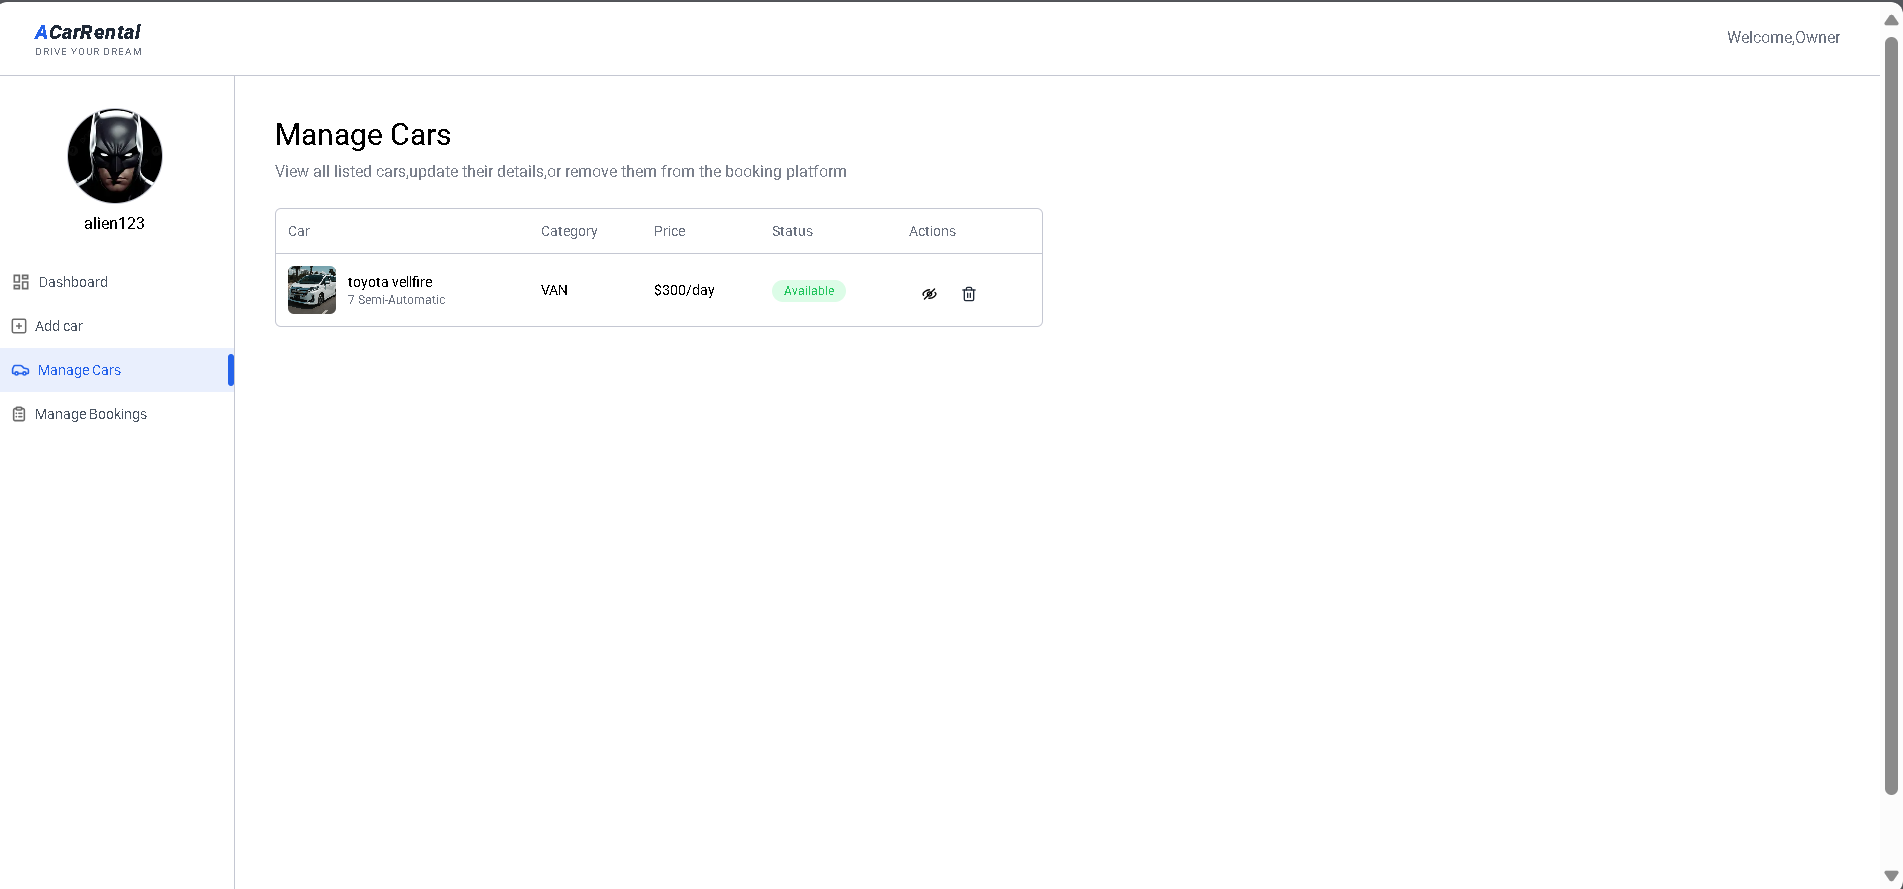 ACarRental
DRIVE YOUR DREAM
Welcome,Owner
alien123
Dashboard
Add car
Manage Cars
Manage Bookings
Manage Cars
View all listed cars,update their details,or remove them from the booking platform
Car Category Price Status Actions
toyota vellfire
7 Semi-Automatic
VAN $300/day Available